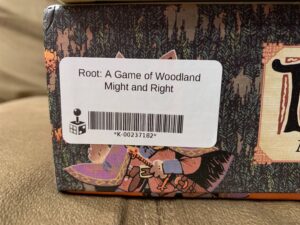 Root: A Game of Woodland
Might and Right
*K-00237182*